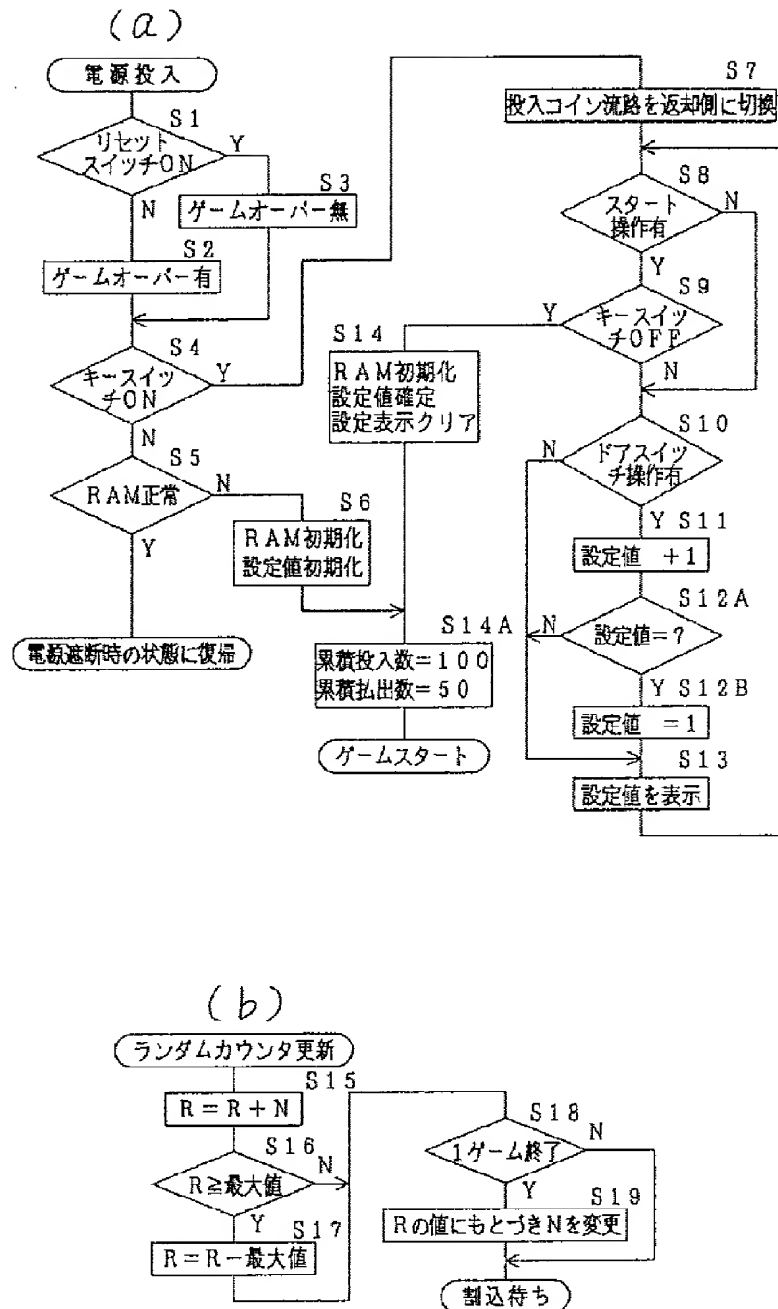 (a)
電源投入
S1
リセット
スイッチON
Y
N
S3
ゲームオーバー無
S2
ゲームオーバー有
S4
キースイッ
チON
Y
N
S5
RAM正常
N
Y
S6
RAM初期化
設定値初期化
電源遮断時の状態に復帰
S14
RAM初期化
設定値確定
設定表示クリア
S14A
累積投入数=100
累積払出数=50
ゲームスタート
S7
投入コイン流路を返却側に切換
S8
スタート
操作有
N
Y
S9
キースイッ
チOFF
Y
N
S10
ドアスイッ
チ操作有
N
Y S11
設定値 +1
S12A
設定値=7
N
Y S12B
設定値 =1
S13
設定値を表示
(b)
ランダムカウンタ更新
S15
R=R+N
S16
R≧最大値
N
Y S17
R=R-最大値
S18
1ゲーム終了
N
Y S19
Rの値にもとづきNを変更
割込待ち